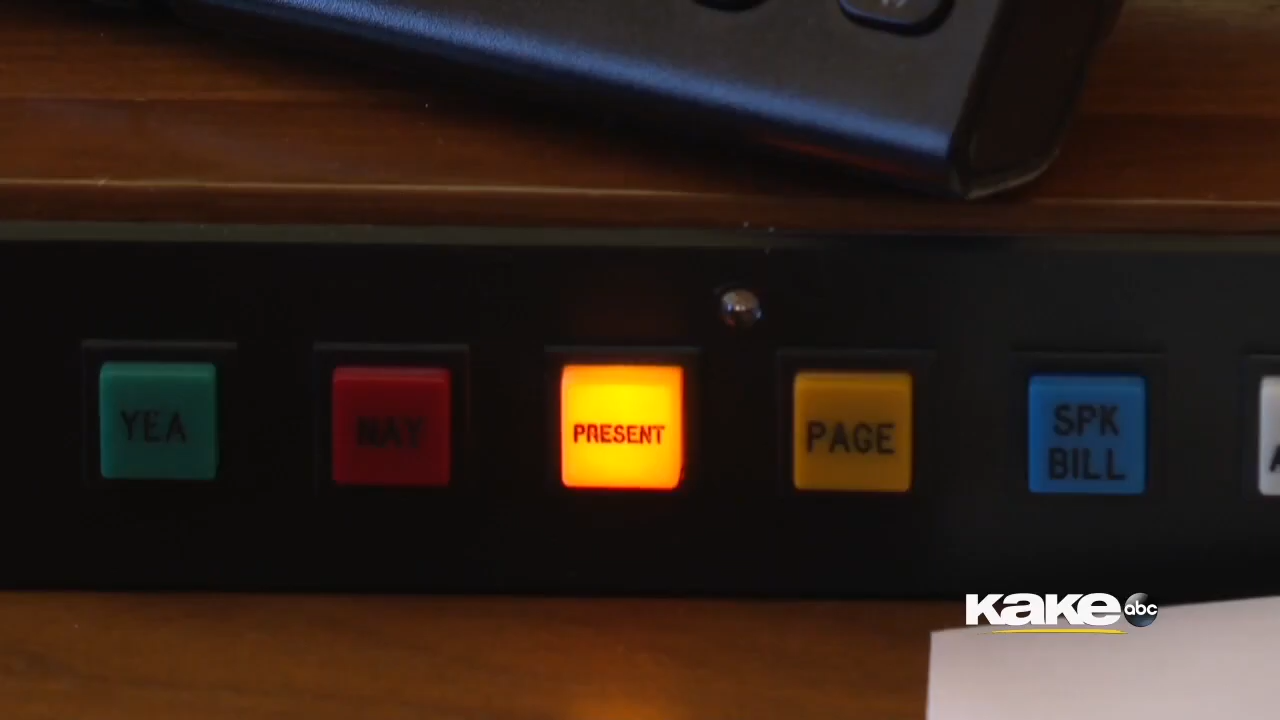 YEA
NAY
PRESENT
PAGE
SPK
BILL
A
KAKE abc